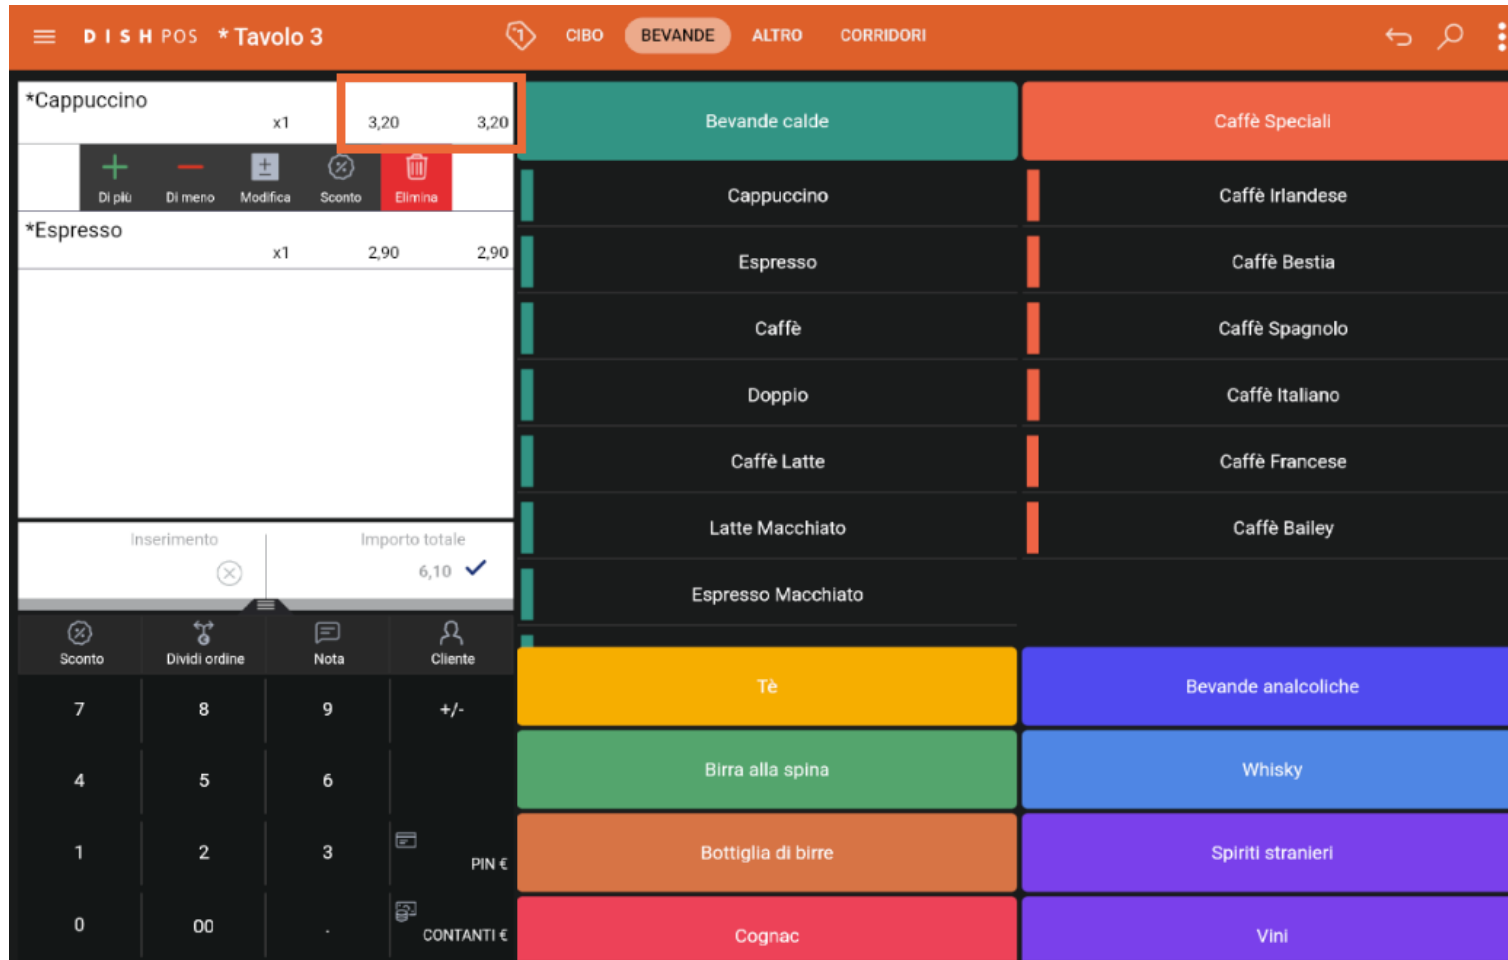 DISH POS * Tavolo 3
1 CIBO BEVANDE ALTRO CORRIDORI
*Cappuccino
x1 3,20 3,20
Di più Di meno Modifica Sconto Elimina
*Espresso
x1 2,90 2,90
Inserimento Importo totale
6,10
Sconto Dividi ordine Nota Cliente
7 8 9 +/-
4 5 6
1 2 3 PIN €
0 00 . CONTANTI €
Bevande calde
Cappuccino
Espresso
Caffè
Doppio
Caffè Latte
Latte Macchiato
Espresso Macchiato
Caffè Speciali
Caffè Irlandese
Caffè Bestia
Caffè Spagnolo
Caffè Italiano
Caffè Francese
Caffè Bailey
Tè
Bevande analcoliche
Birra alla spina
Whisky
Bottiglia di birre
Spiriti stranieri
Cognac
Vini